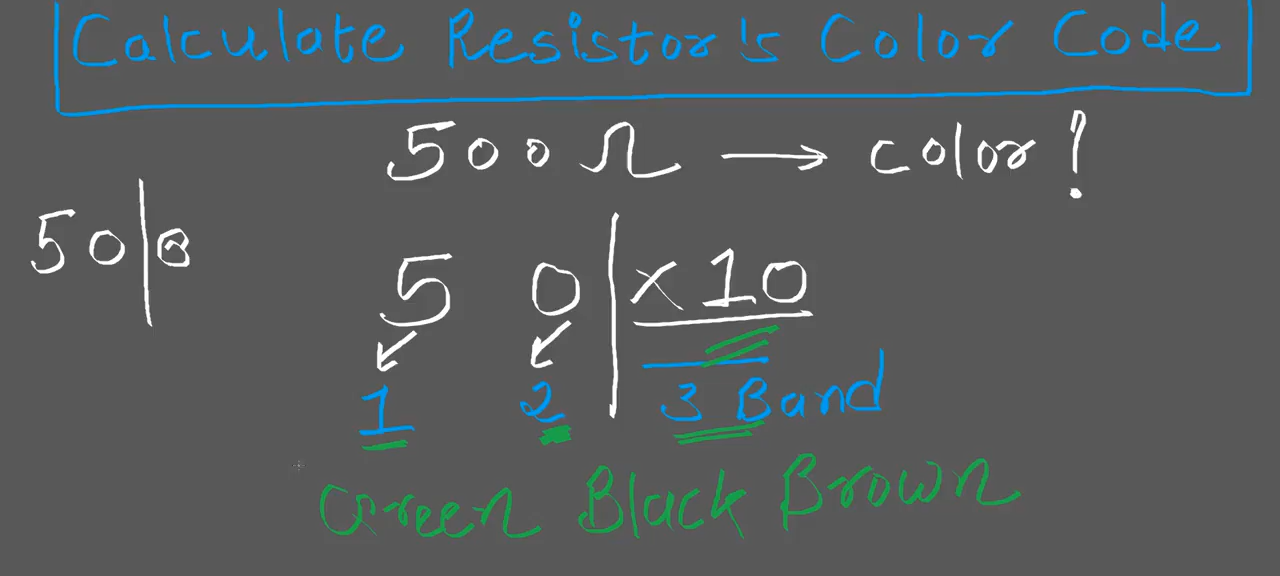 Calculate Resistor's Color Code
500Ω → color?
50|0
5 0 | x 10
1 2 3 Band
Green Black Brown